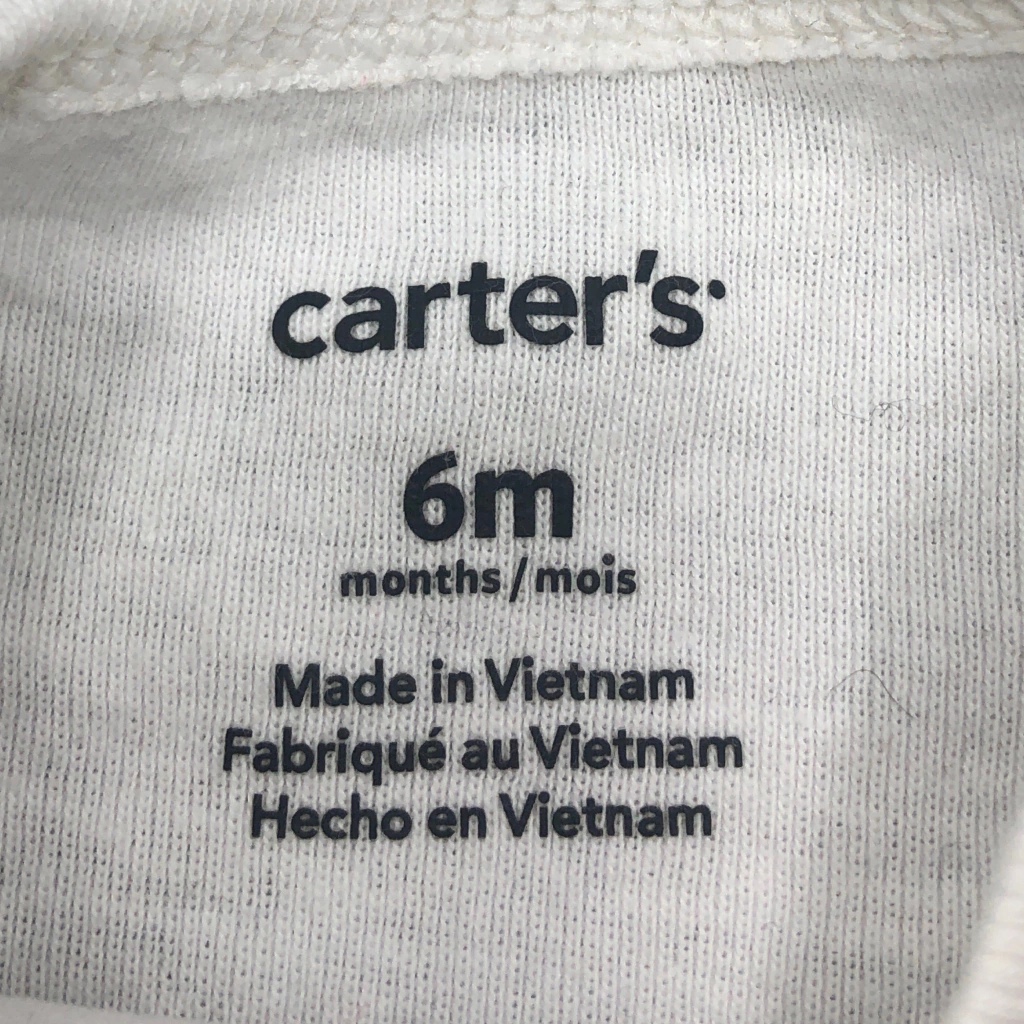 carter's
6m
months/mois
Made in Vietnam
Fabriqué au Vietnam
Hecho en Vietnam